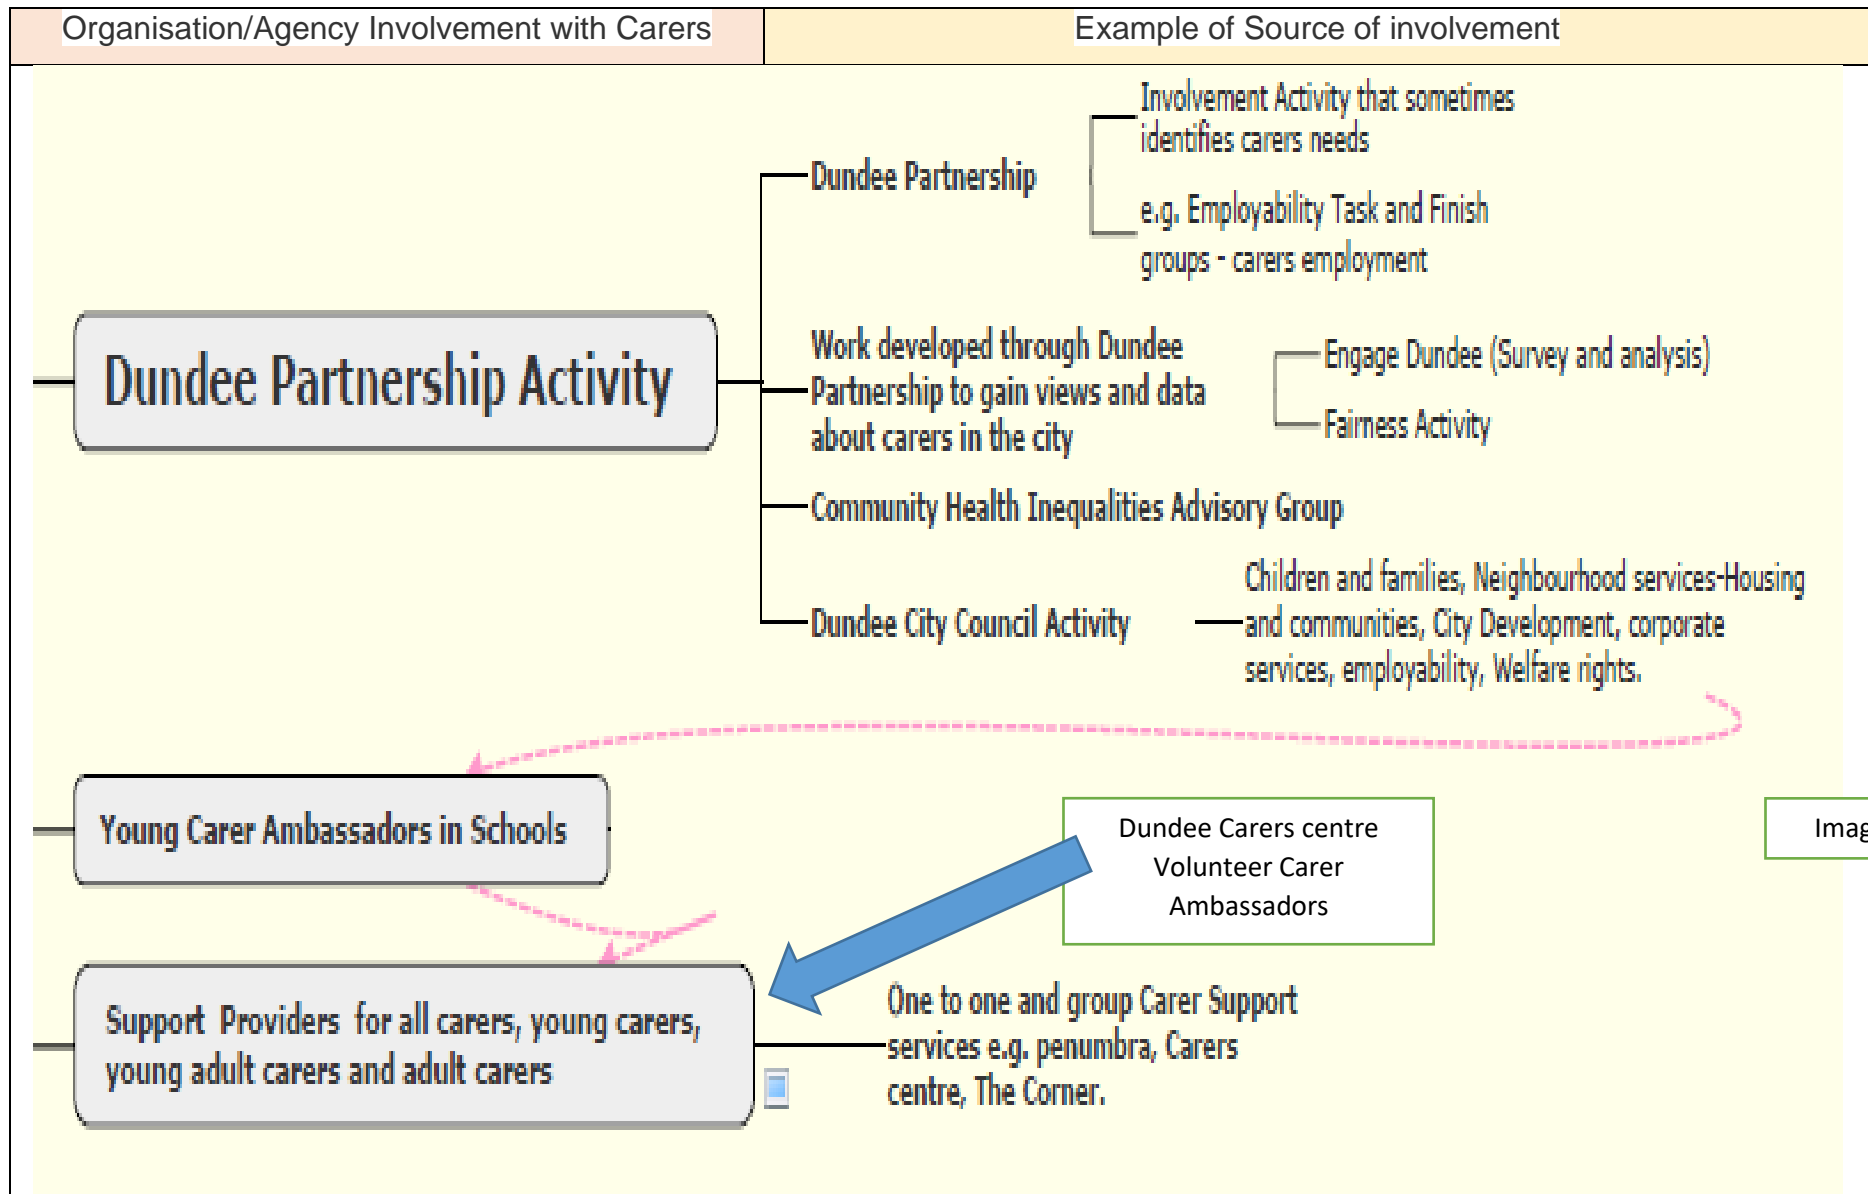 Organisation/Agency Involvement with Carers
Example of Source of involvement
Involvement Activity that sometimes
identifies carers needs
Dundee Partnership
e.g. Employability Task and Finish
groups - carers employment
Dundee Partnership Activity
Work developed through Dundee
Partnership to gain views and data
about carers in the city
Engage Dundee (Survey and analysis)
Fairness Activity
Community Health Inequalities Advisory Group
Dundee City Council Activity
Children and families, Neighbourhood services-Housing
and communities, City Development, corporate
services, employability, Welfare rights.
Young Carer Ambassadors in Schools
Dundee Carers centre
Volunteer Carer
Ambassadors
Imag
Support Providers for all carers, young carers,
young adult carers and adult carers
One to one and group Carer Support
services e.g. penumbra, Carers
centre, The Corner.